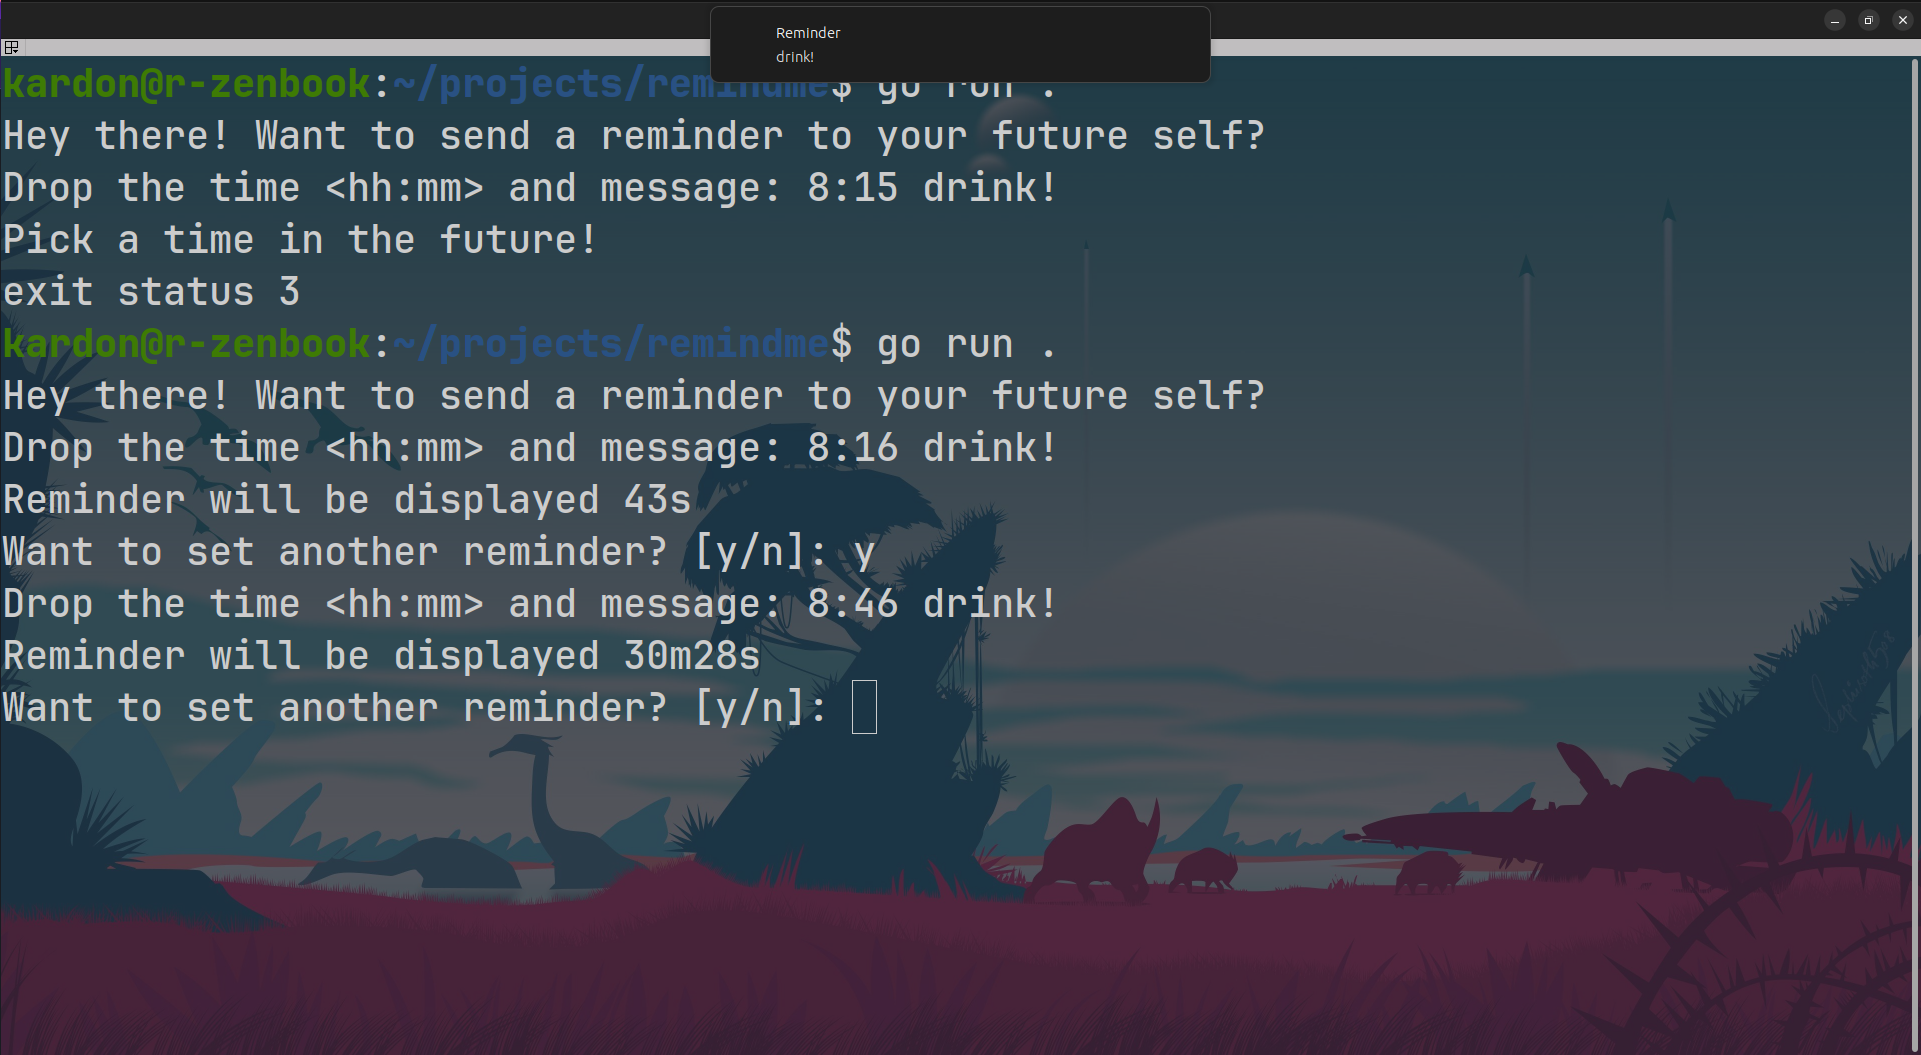 Reminder
drink!
kardon@r-zenbook:~/projects/remindme$ go run .
Hey there! Want to send a reminder to your future self?
Drop the time <hh:mm> and message: 8:15 drink!
Pick a time in the future!
exit status 3
kardon@r-zenbook:~/projects/remindme$ go run .
Hey there! Want to send a reminder to your future self?
Drop the time <hh:mm> and message: 8:16 drink!
Reminder will be displayed 43s
Want to set another reminder? [y/n]: y
Drop the time <hh:mm> and message: 8:46 drink!
Reminder will be displayed 30m28s
Want to set another reminder? [y/n]: